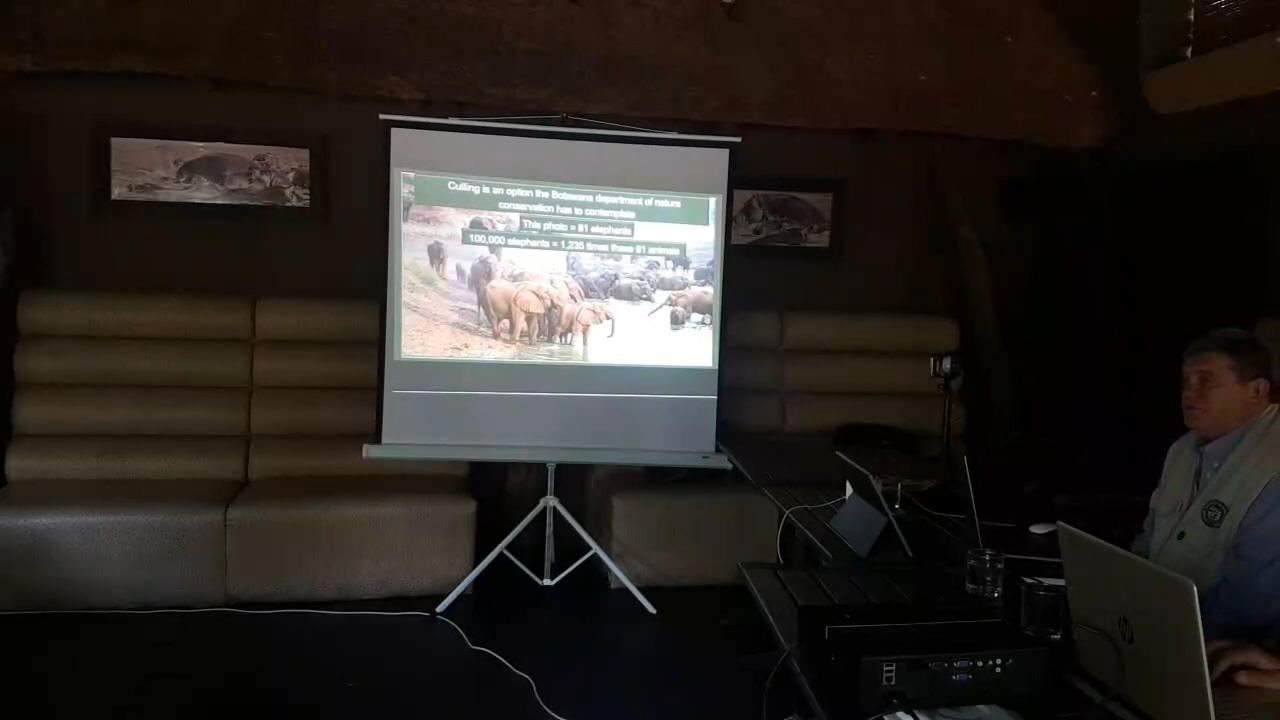 Culling is an option the Botswana department of nature
conservation has to contemplate
This photo = 81 elephants
100,000 elephants = 1,235 times these 81 animals
hp